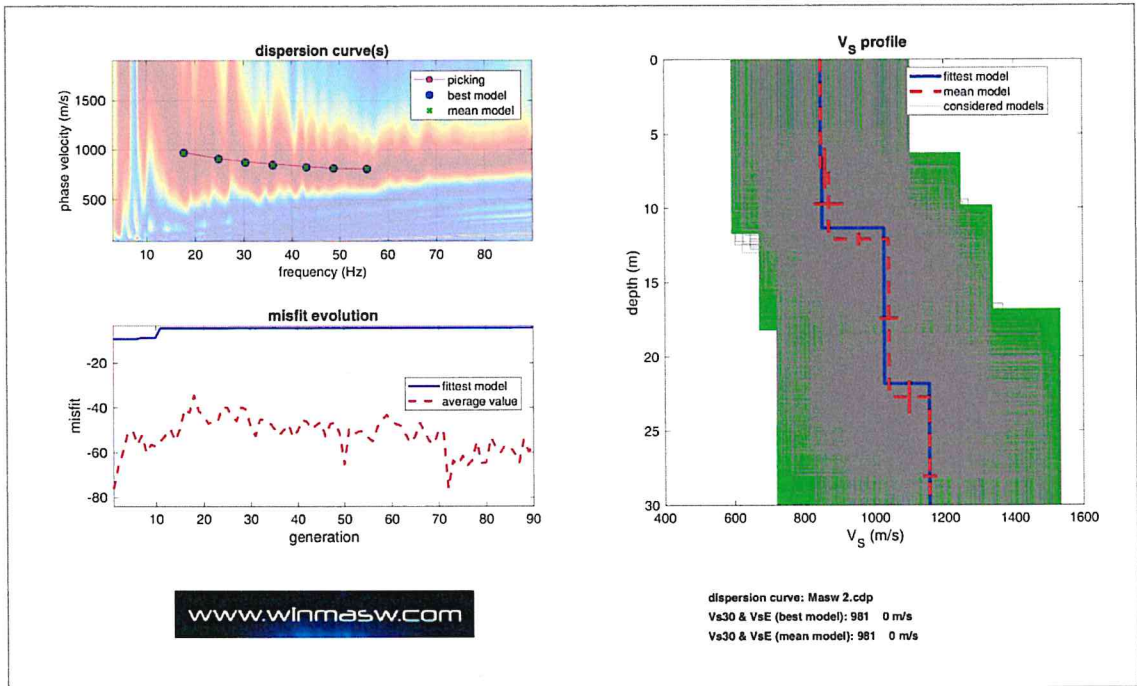 dispersion curve(s)
picking
best model
mean model
1500
1000
500
phase velocity (m/s)
10 20 30 40 50 60 70 80
frequency (Hz)
misfit evolution
fittest model
average value
-20
-40
-60
-80
misfit
10 20 30 40 50 60 70 80 90
generation
www.winmasw.com
VS profile
fittest model
mean model
considered models
0
5
10
15
20
25
30
depth (m)
400 600 800 1000 1200 1400 1600
VS (m/s)
dispersion curve: Masw 2.cdp
Vs30 & VsE (best model): 981 0 m/s
Vs30 & VsE (mean model): 981 0 m/s